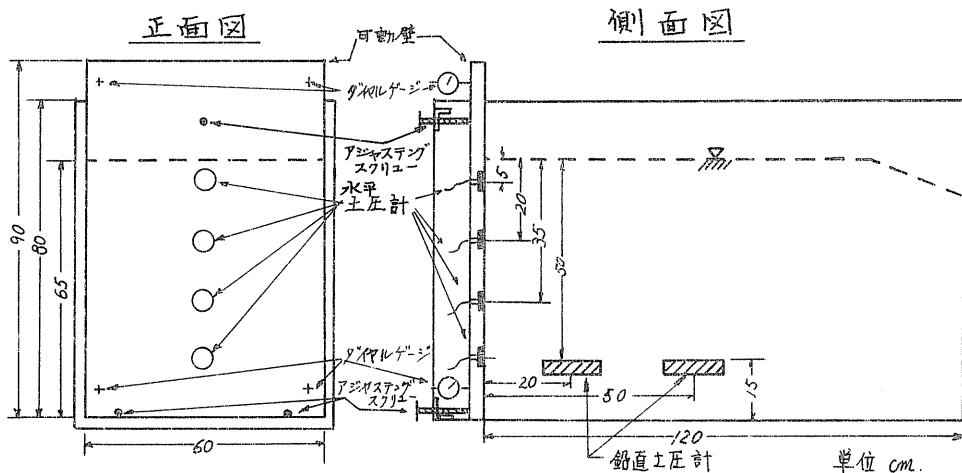 正面図
側面図
可動壁
ダイヤルゲージ
アジャステング
スクリュー
水平
土圧計
ダイヤルゲージ
アジャステング
スクリュー
90
80
65
60
5
20
35
50
20
50
15
120
鉛直土圧計
単位 cm.